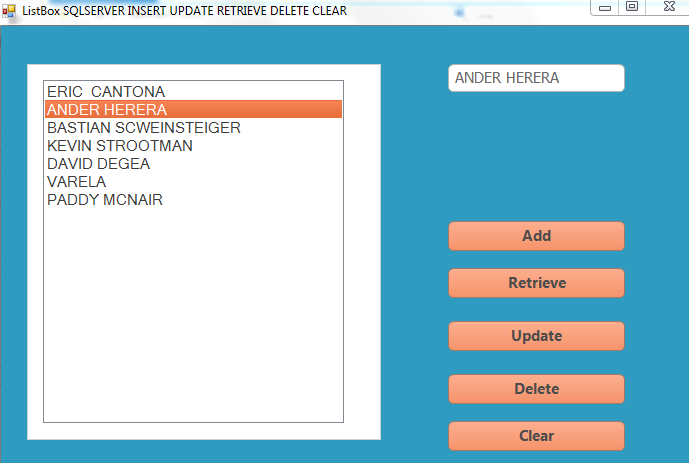 ListBox SQLSERVER INSERT UPDATE RETRIEVE DELETE CLEAR
ERIC  CANTONA
ANDER HERERA
BASTIAN SCWEINSTEIGER
KEVIN STROOTMAN
DAVID DEGEA
VARELA
PADDY MCNAIR
ANDER HERERA
Add
Retrieve
Update
Delete
Clear